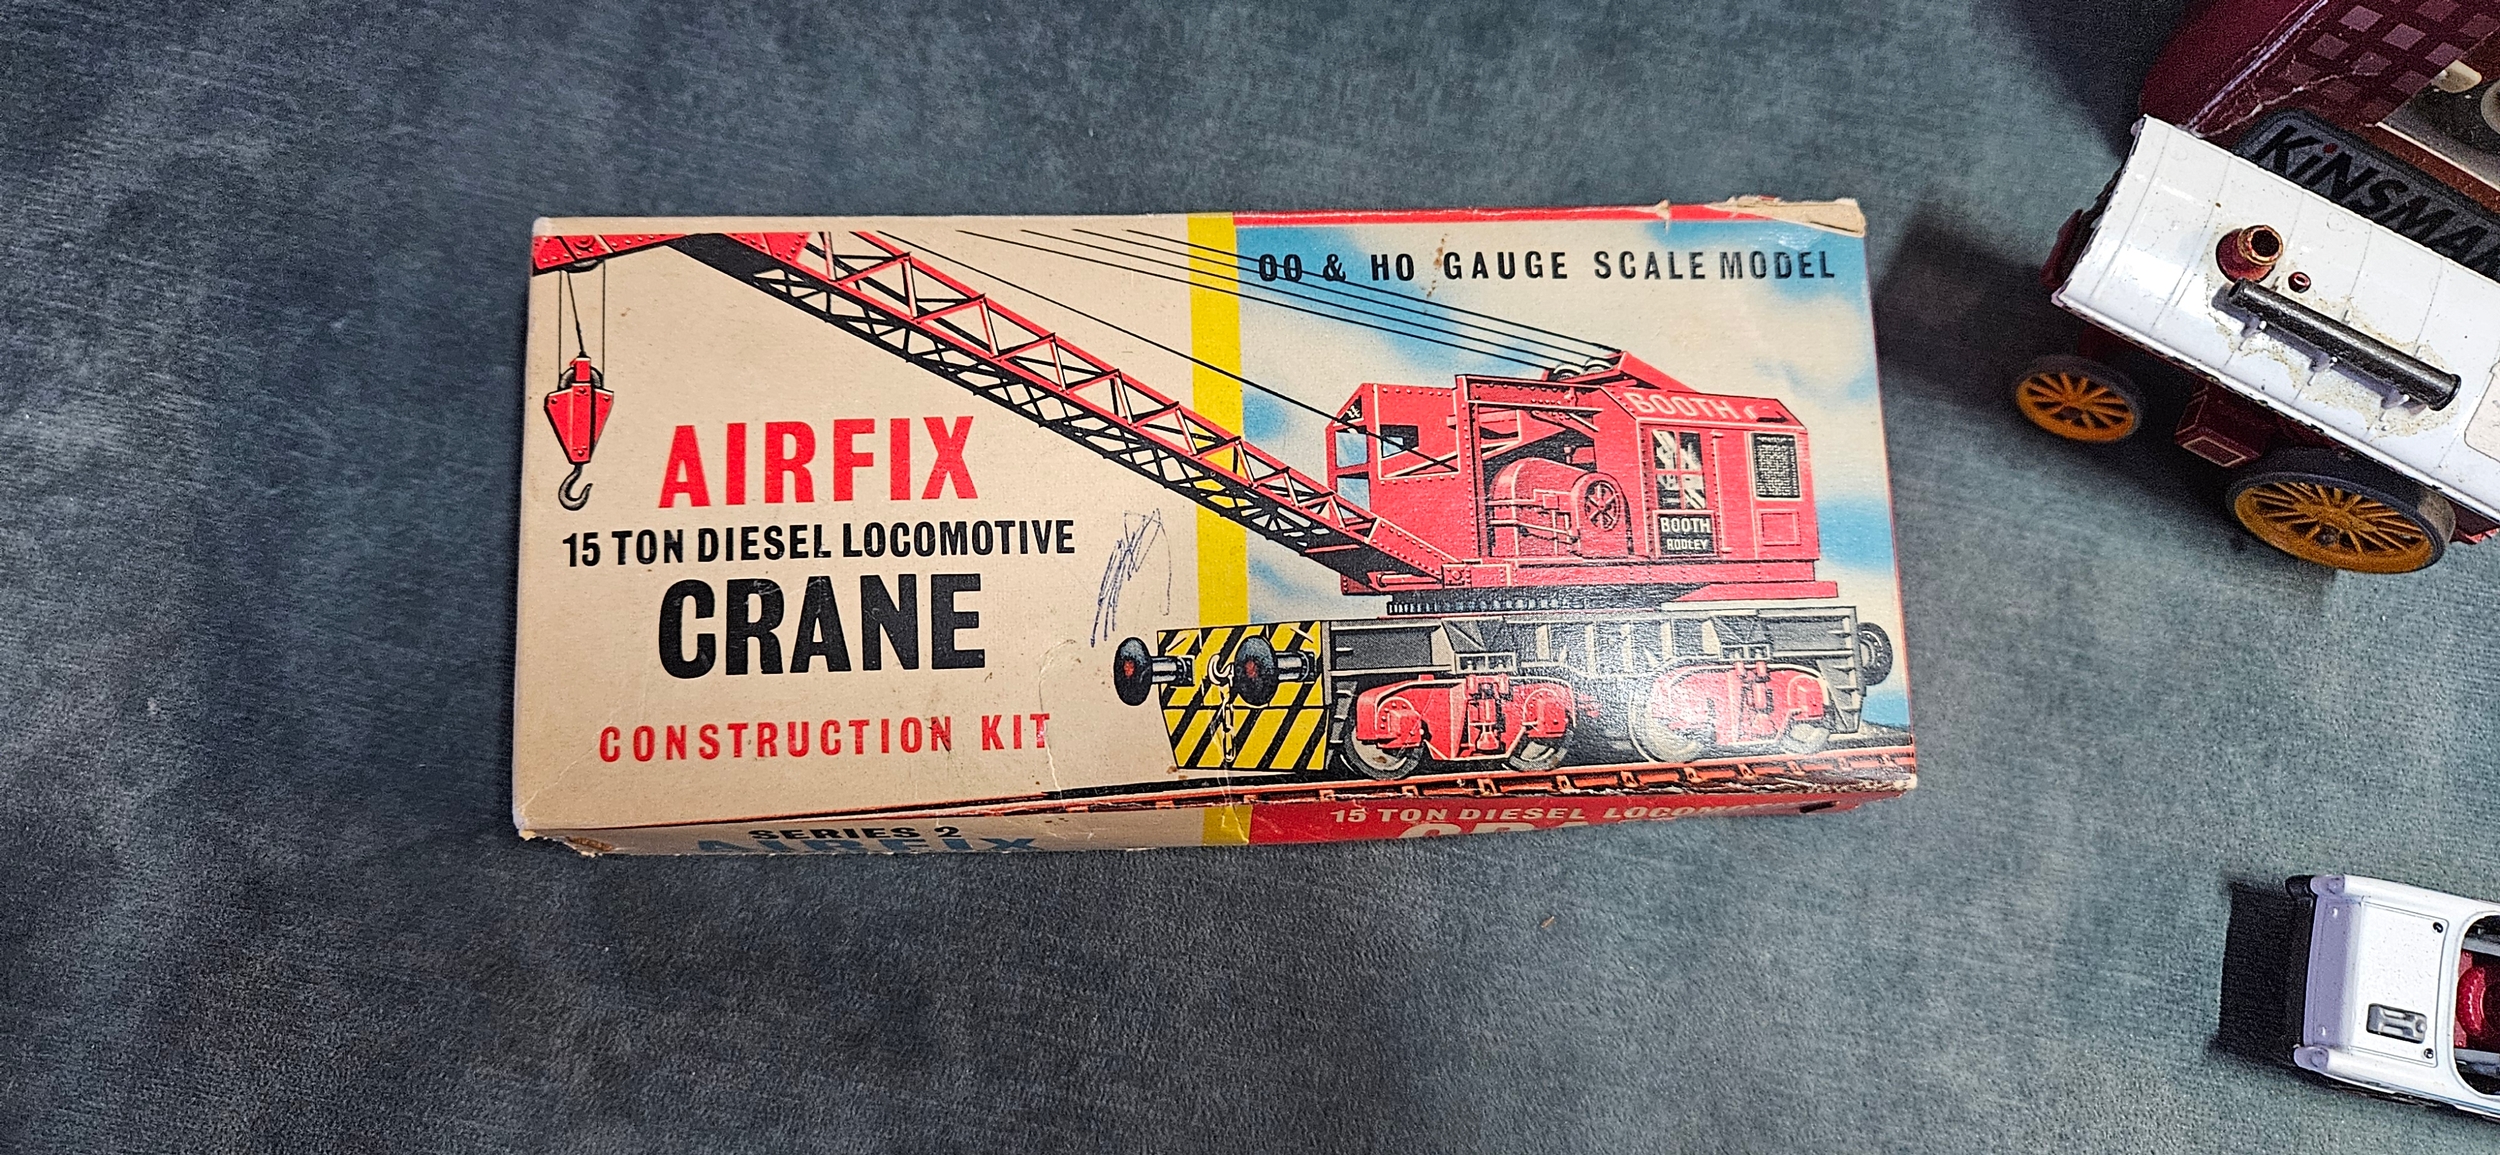 OO & HO GAUGE SCALE MODEL
AIRFIX
15 TON DIESEL LOCOMOTIVE
CRANE
CONSTRUCTION KIT
BOOTH
BOOTH
RODLEY
SERIES 2
AIRFIX
15 TON DIESEL